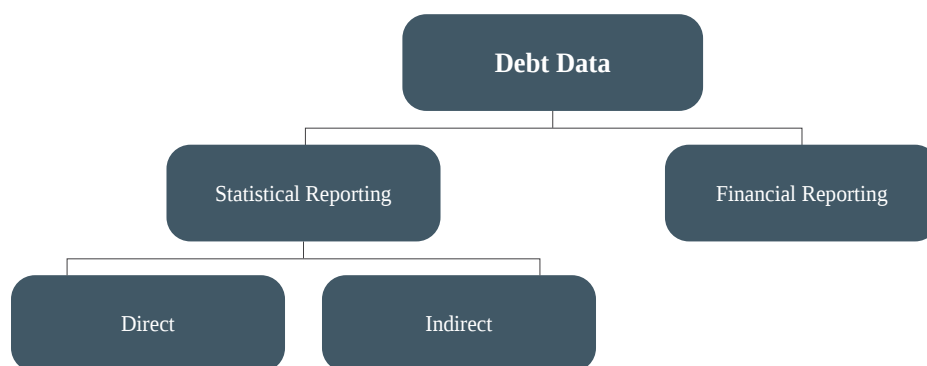 Debt Data
Statistical Reporting
Financial Reporting
Direct
Indirect